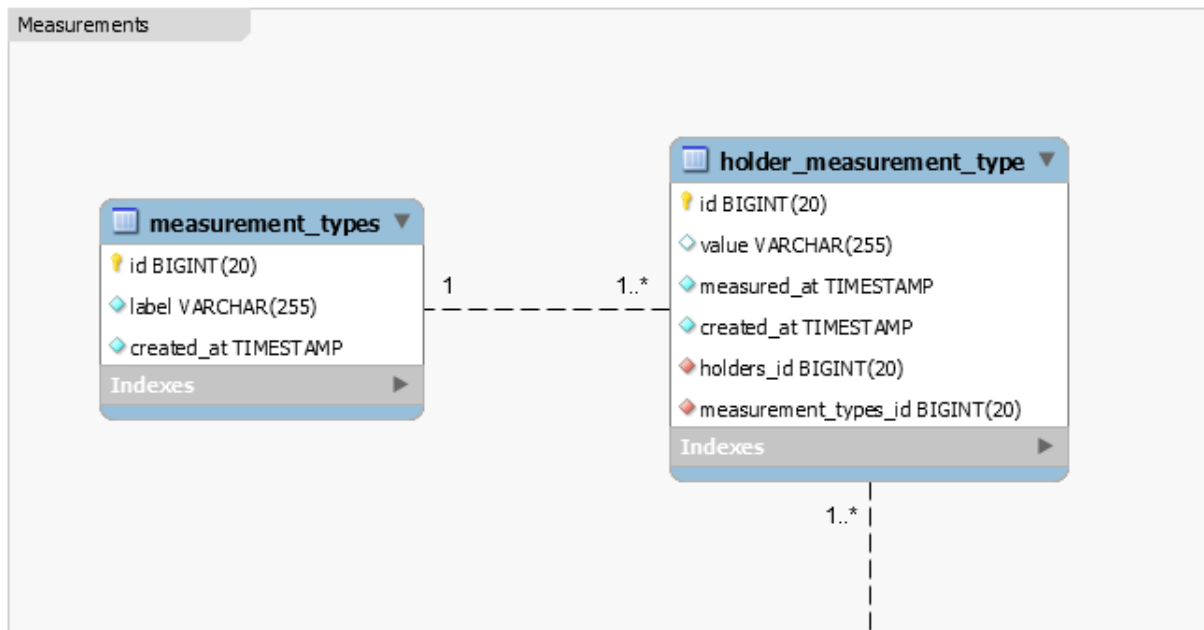 Measurements
measurement_types
id BIGINT(20)
label VARCHAR(255)
created_at TIMESTAMP
Indexes
1
1..*
holder_measurement_type
id BIGINT(20)
value VARCHAR(255)
measured_at TIMESTAMP
created_at TIMESTAMP
holders_id BIGINT(20)
measurement_types_id BIGINT(20)
Indexes
1..*